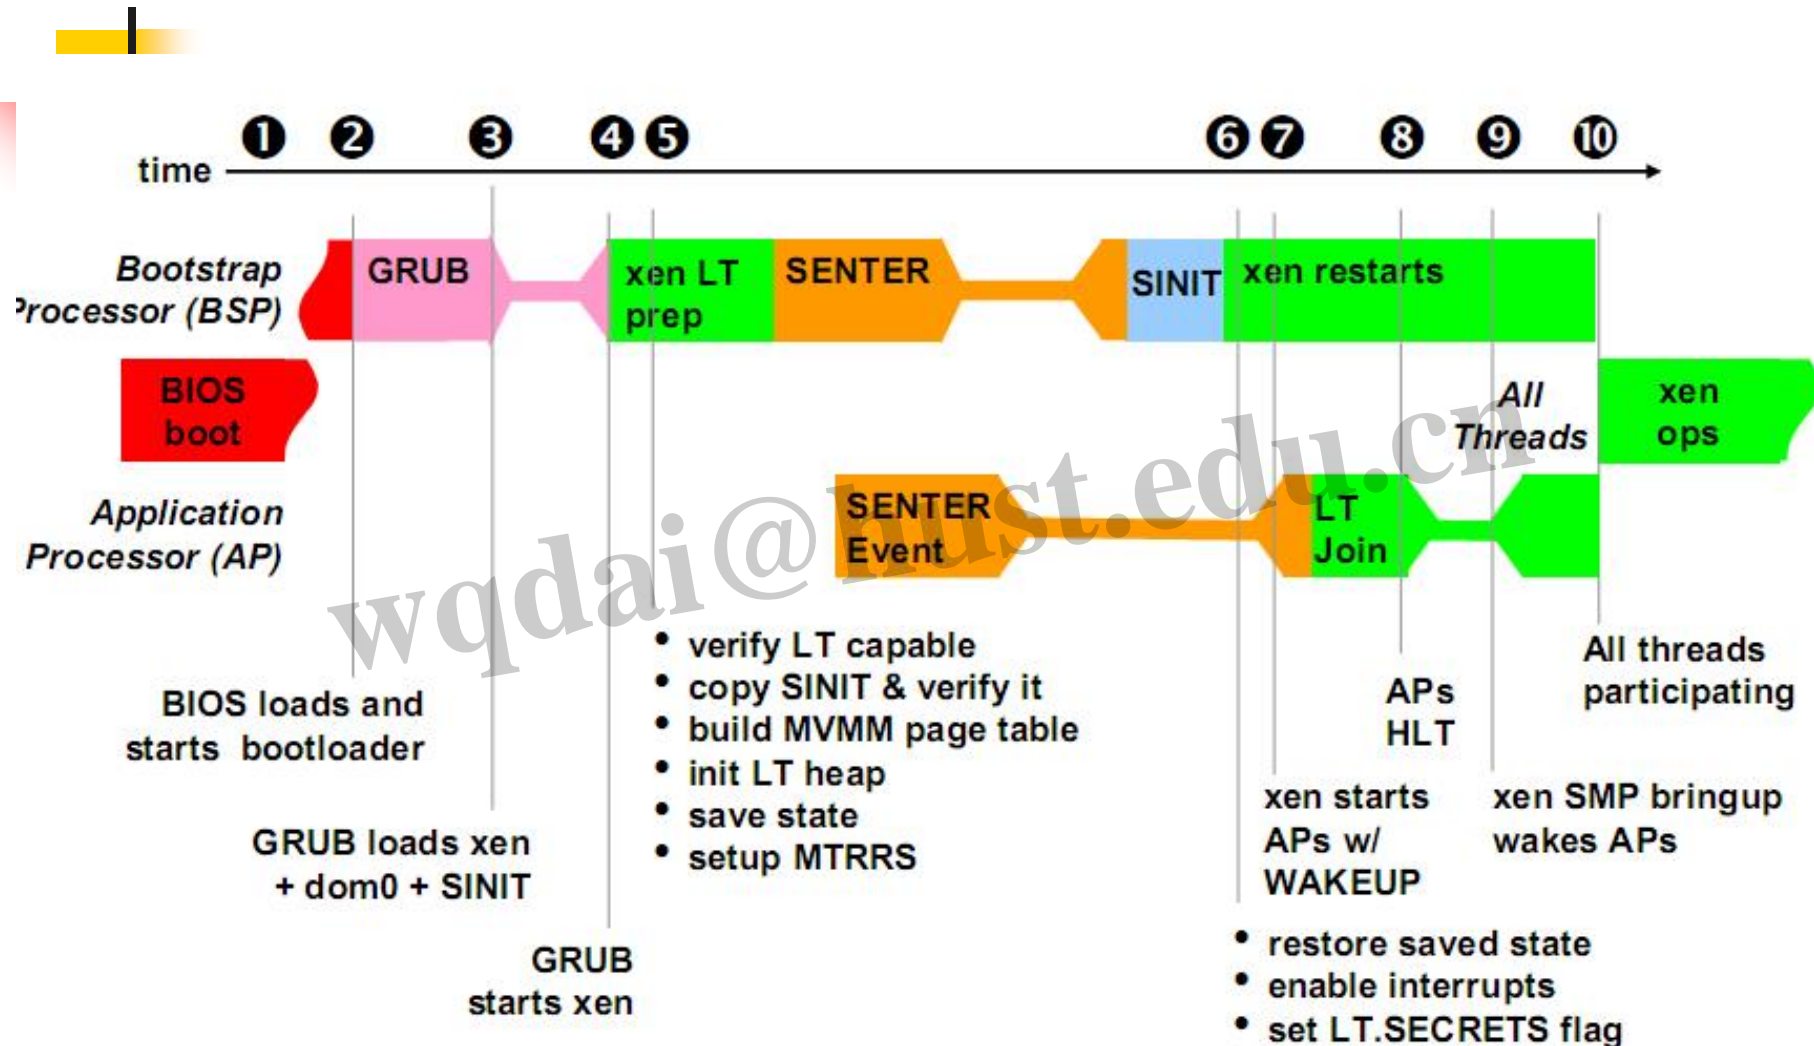 ❶ ❷ ❸ ❹ ❺ ❻ ❼ ❽ ❾ ❿
time
Bootstrap
Processor (BSP)
GRUB
xen LT
prep
SENTER
SINIT
xen restarts
BIOS
boot
All
Threads
xen
ops
Application
Processor (AP)
SENTER
Event
LT
Join
wqdai@hust.edu.cn
BIOS loads and
starts bootloader
GRUB loads xen
+ dom0 + SINIT
GRUB
starts xen
• verify LT capable
• copy SINIT & verify it
• build MVMM page table
• init LT heap
• save state
• setup MTRRS
• restore saved state
• enable interrupts
• set LT.SECRETS flag
xen starts
APs w/
WAKEUP
APs
HLT
xen SMP bringup
wakes APs
All threads
participating